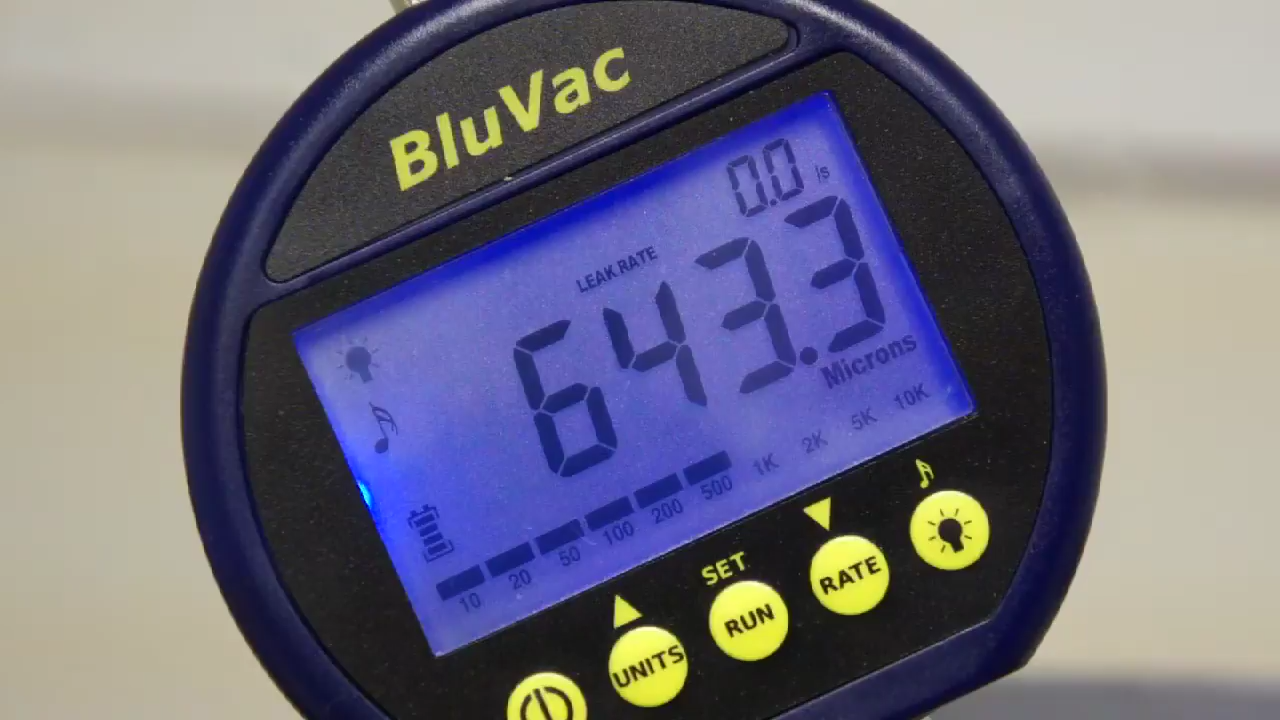 BluVac
0.0 /s
LEAK RATE
643.3
Microns
10 20 50 100 200 500 1K 2K 5K 10K
SET
UNITS RUN RATE